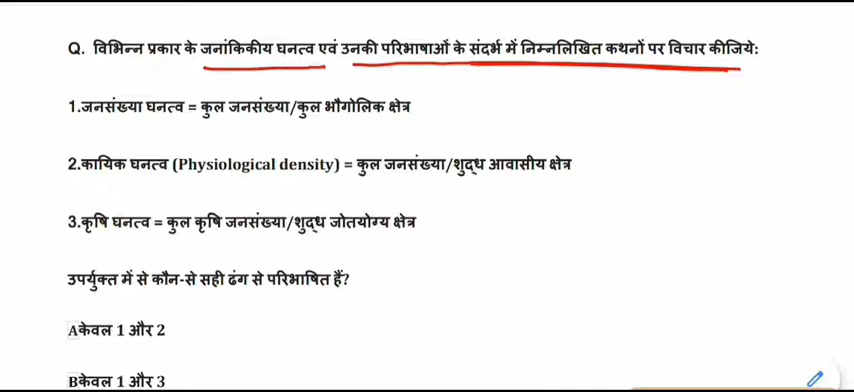 Q. विभिन्न प्रकार के जनांकिकीय घनत्व एवं उनकी परिभाषाओं के संदर्भ में निम्नलिखित कथनों पर विचार कीजिये:
1.जनसंख्या घनत्व = कुल जनसंख्या/कुल भौगोलिक क्षेत्र
2.कायिक घनत्व (Physiological density) = कुल जनसंख्या/शुद्ध आवासीय क्षेत्र
3.कृषि घनत्व = कुल कृषि जनसंख्या/शुद्ध जोतयोग्य क्षेत्र
उपर्युक्त में से कौन-से सही ढंग से परिभाषित हैं?
Aकेवल 1 और 2
Bकेवल 1 और 3